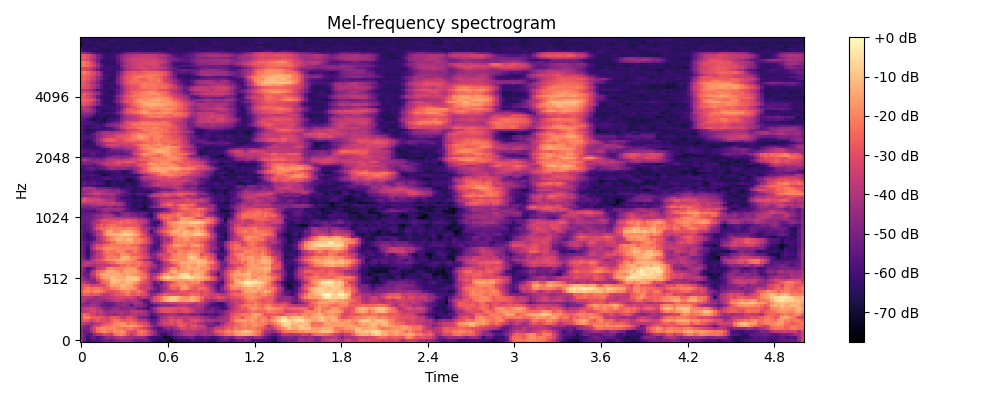 Mel-frequency spectrogram
+0 dB
-10 dB
-20 dB
-30 dB
-40 dB
-50 dB
-60 dB
-70 dB
Hz
4096
2048
1024
512
0
0 0.6 1.2 1.8 2.4 3 3.6 4.2 4.8
Time